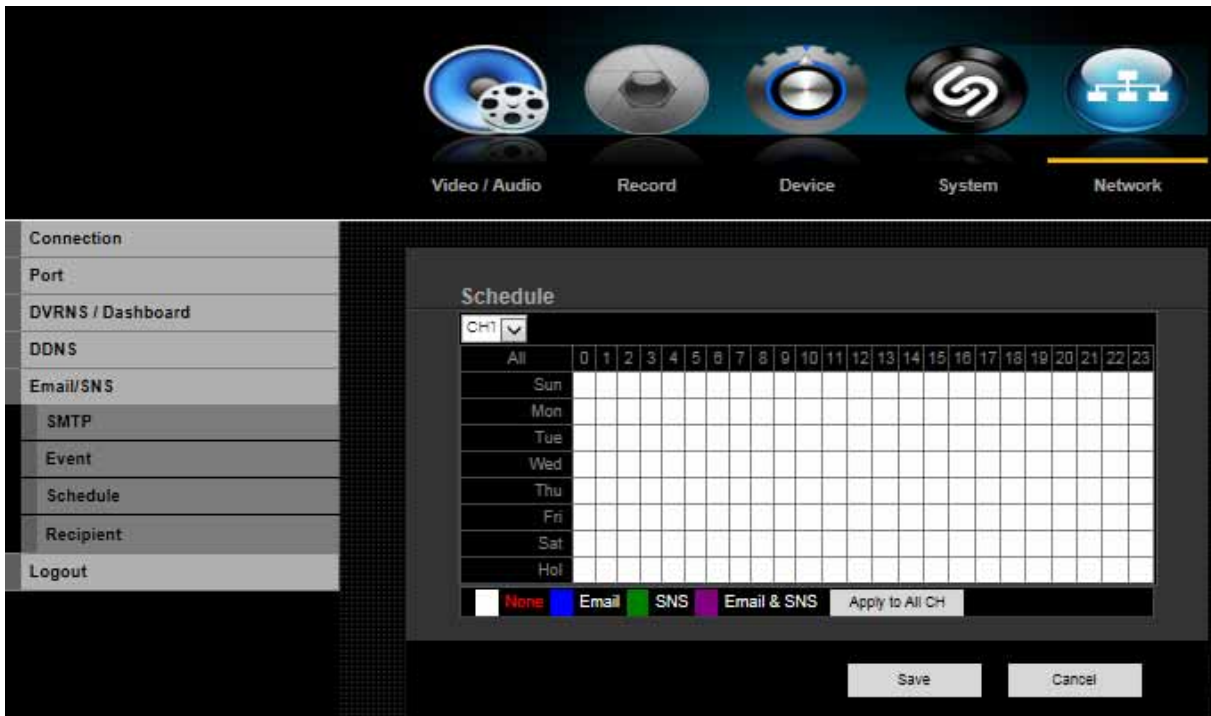 Video / Audio Record Device System Network
Connection
Port
DVRNS / Dashboard
DDNS
Email/SNS
SMTP
Event
Schedule
Recipient
Logout
Schedule
CH1
All 0 1 2 3 4 5 6 7 8 9 10 11 12 13 14 15 16 17 18 19 20 21 22 23
Sun
Mon
Tue
Wed
Thu
Fri
Sat
Hol
None Email SNS Email & SNS Apply to All CH
Save Cancel